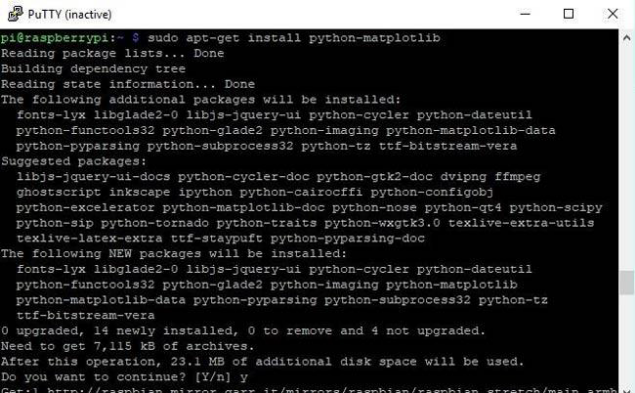 PuTTY (inactive)
pi@raspberrypi:~ $ sudo apt-get install python-matplotlib
Reading package lists... Done
Building dependency tree
Reading state information... Done
The following additional packages will be installed:
fonts-lyx libglade2-0 libjs-jquery-ui python-cycler python-dateutil
python-functools32 python-glade2 python-imaging python-matplotlib-data
python-pyparsing python-subprocess32 python-tz ttf-bitstream-vera
Suggested packages:
libjs-jquery-ui-docs python-cycler-doc python-gtk2-doc dvipng ffmpeg
ghostscript inkscape ipython python-cairocffi python-configobj
python-excelerator python-matplotlib-doc python-nose python-qt4 python-scipy
python-sip python-tornado python-traits python-wxgtk3.0 texlive-extra-utils
texlive-latex-extra ttf-staypuft python-pyparsing-doc
The following NEW packages will be installed:
fonts-lyx libglade2-0 libjs-jquery-ui python-cycler python-dateutil
python-functools32 python-glade2 python-imaging python-matplotlib
python-matplotlib-data python-pyparsing python-subprocess32 python-tz
ttf-bitstream-vera
0 upgraded, 14 newly installed, 0 to remove and 4 not upgraded.
Need to get 7,115 kB of archives.
After this operation, 23.1 MB of additional disk space will be used.
Do you want to continue? [Y/n] y
Get:1 http://raspbian.mirror.garr.it/mirrors/raspbian/raspbian stretch/main armh